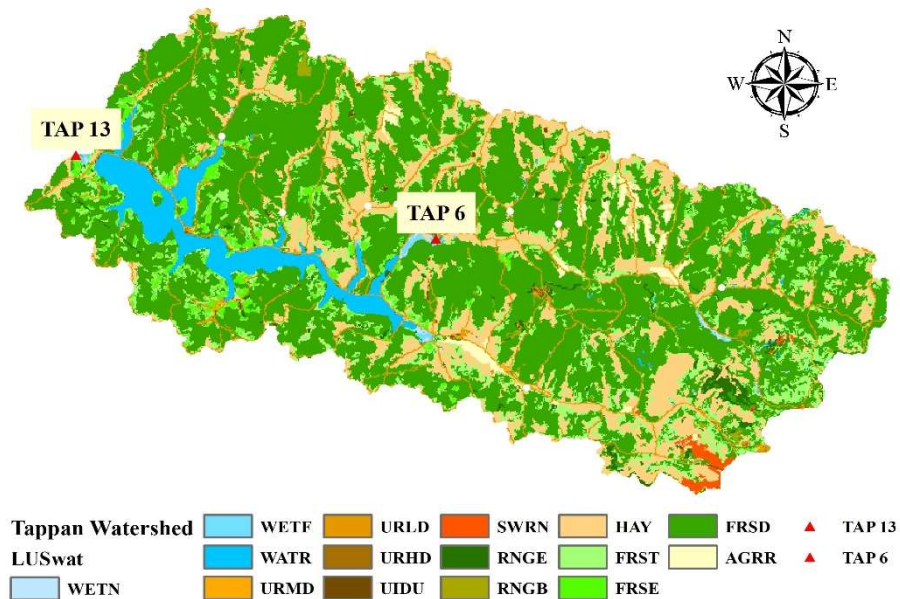 N
W E
S
TAP 13
TAP 6
Tappan Watershed
LUSwat
WETN
WETF
WATR
URMD
URLD
URHD
UIDU
SWRN
RNGE
RNGB
HAY
FRST
FRSE
FRSD
AGRR
TAP 13
TAP 6